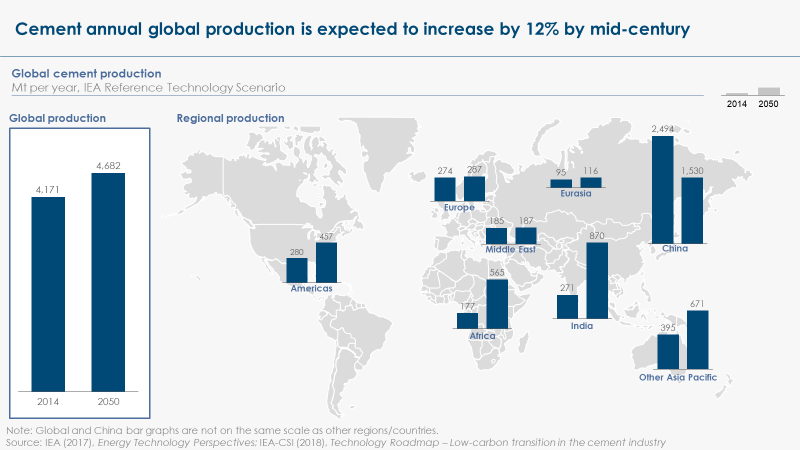 Cement annual global production is expected to increase by 12% by mid-century
Global cement production
Mt per year, IEA Reference Technology Scenario
2014 2050
Global production
Regional production
4,171
4,682
2014
2050
274 287
Europe
95 116
Eurasia
2,494
1,530
China
185 187
Middle East
280
457
Americas
177
565
Africa
271
870
India
395
671
Other Asia Pacific
Note: Global and China bar graphs are not on the same scale as other regions/countries.
Source: IEA (2017), Energy Technology Perspectives; IEA-CSI (2018), Technology Roadmap – Low-carbon transition in the cement industry